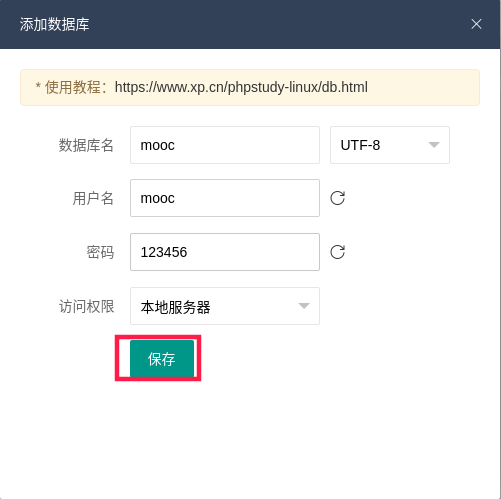 添加数据库
* 使用教程：https://www.xp.cn/phpstudy-linux/db.html
数据库名 mooc UTF-8
用户名 mooc
密码 123456
访问权限 本地服务器
保存